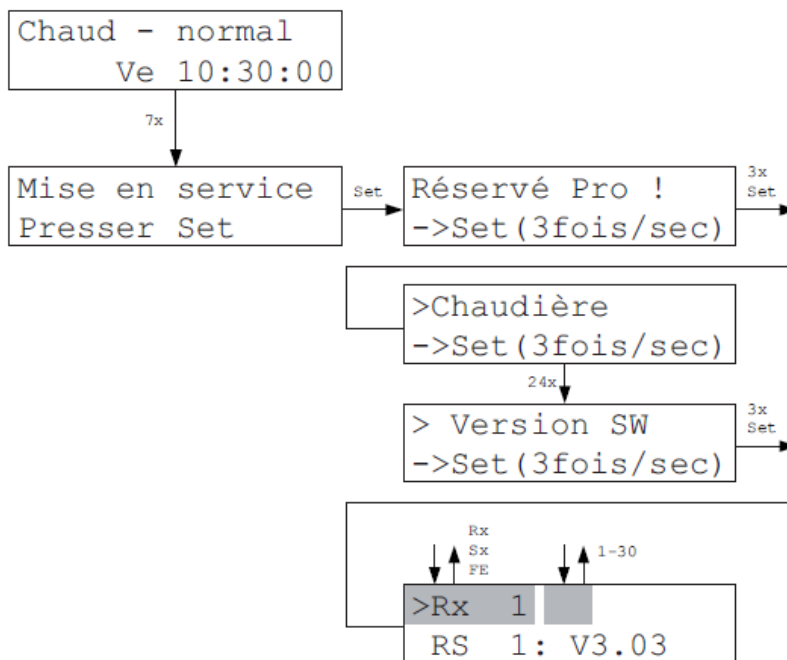 Chaud - normal
Ve 10:30:00
7x
Mise en service
Presser Set
Set
Réservé Pro !
->Set(3fois/sec)
3x
Set
>Chaudière
->Set(3fois/sec)
24x
> Version SW
->Set(3fois/sec)
3x
Set
Rx
Sx
FE
1-30
>Rx 1
RS 1: V3.03